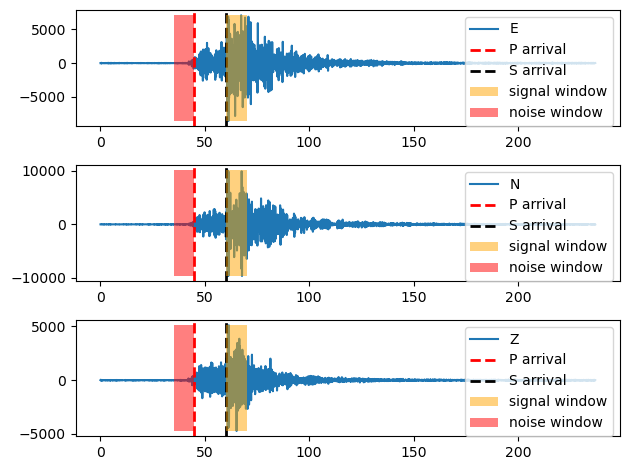 5000
0
−5000
E
P arrival
S arrival
signal window
noise window
0 50 100 150 200
10000
0
−10000
N
P arrival
S arrival
signal window
noise window
0 50 100 150 200
5000
0
−5000
Z
P arrival
S arrival
signal window
noise window
0 50 100 150 200